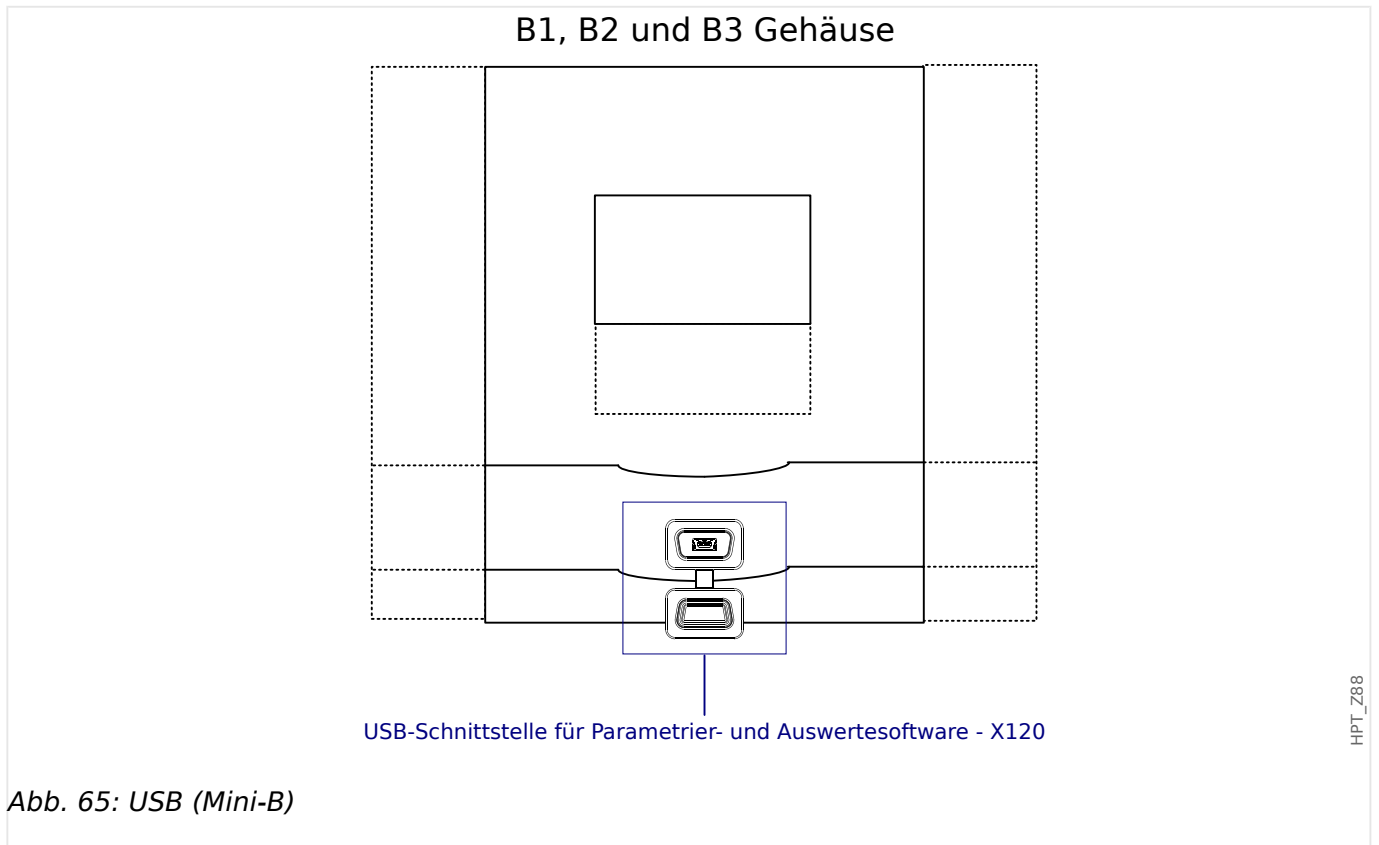 B1, B2 und B3 Gehäuse
USB-Schnittstelle für Parametrier- und Auswertesoftware - X120
HPT_Z88
Abb. 65: USB (Mini-B)